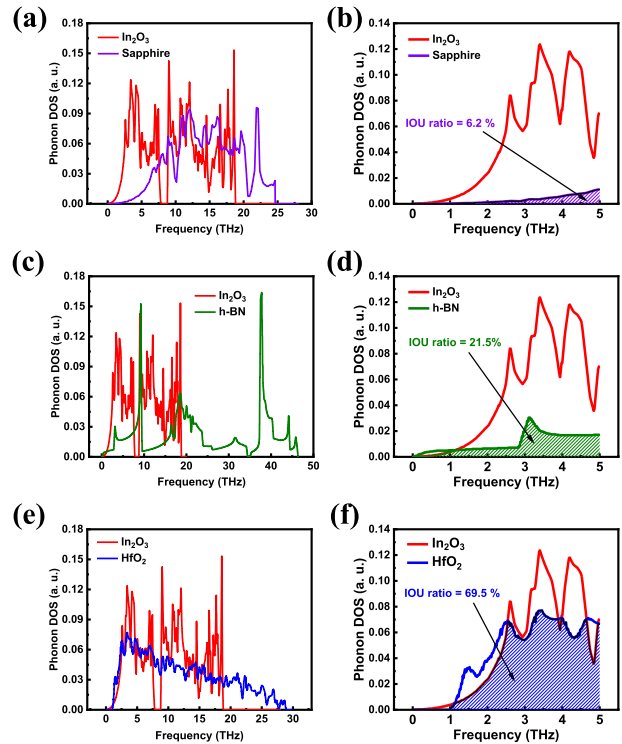 (a)
0.18
0.15
0.12
0.09
0.06
0.03
0.00
Phonon DOS (a. u.)
In₂O₃
Sapphire
0 5 10 15 20 25 30
Frequency (THz)
(b)
0.14
0.12
0.10
0.08
0.06
0.04
0.02
0.00
Phonon DOS (a. u.)
In₂O₃
Sapphire
IOU ratio = 6.2 %
0 1 2 3 4 5
Frequency (THz)
(c)
0.18
0.15
0.12
0.09
0.06
0.03
0.00
Phonon DOS (a. u.)
In₂O₃
h-BN
0 10 20 30 40 50
Frequency (THz)
(d)
0.14
0.12
0.10
0.08
0.06
0.04
0.02
0.00
Phonon DOS (a. u.)
In₂O₃
h-BN
IOU ratio = 21.5%
0 1 2 3 4 5
Frequency (THz)
(e)
0.18
0.15
0.12
0.09
0.06
0.03
0.00
Phonon DOS (a. u.)
In₂O₃
HfO₂
0 5 10 15 20 25 30
Frequency (THz)
(f)
0.14
0.12
0.10
0.08
0.06
0.04
0.02
0.00
Phonon DOS (a. u.)
In₂O₃
HfO₂
IOU ratio = 69.5 %
0 1 2 3 4 5
Frequency (THz)